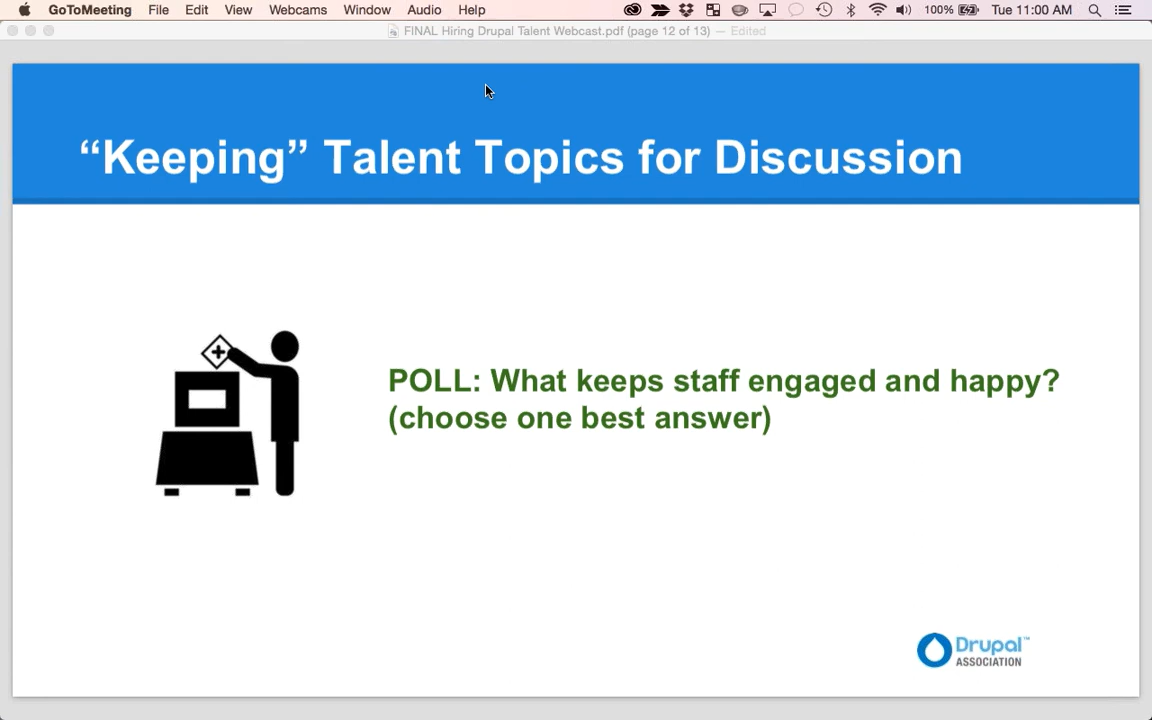 GoToMeeting File Edit View Webcams Window Audio Help 100% Tue 11:00 AM
FINAL Hiring Drupal Talent Webcast.pdf (page 12 of 13) — Edited
“Keeping” Talent Topics for Discussion
POLL: What keeps staff engaged and happy?
(choose one best answer)
Drupal™
ASSOCIATION